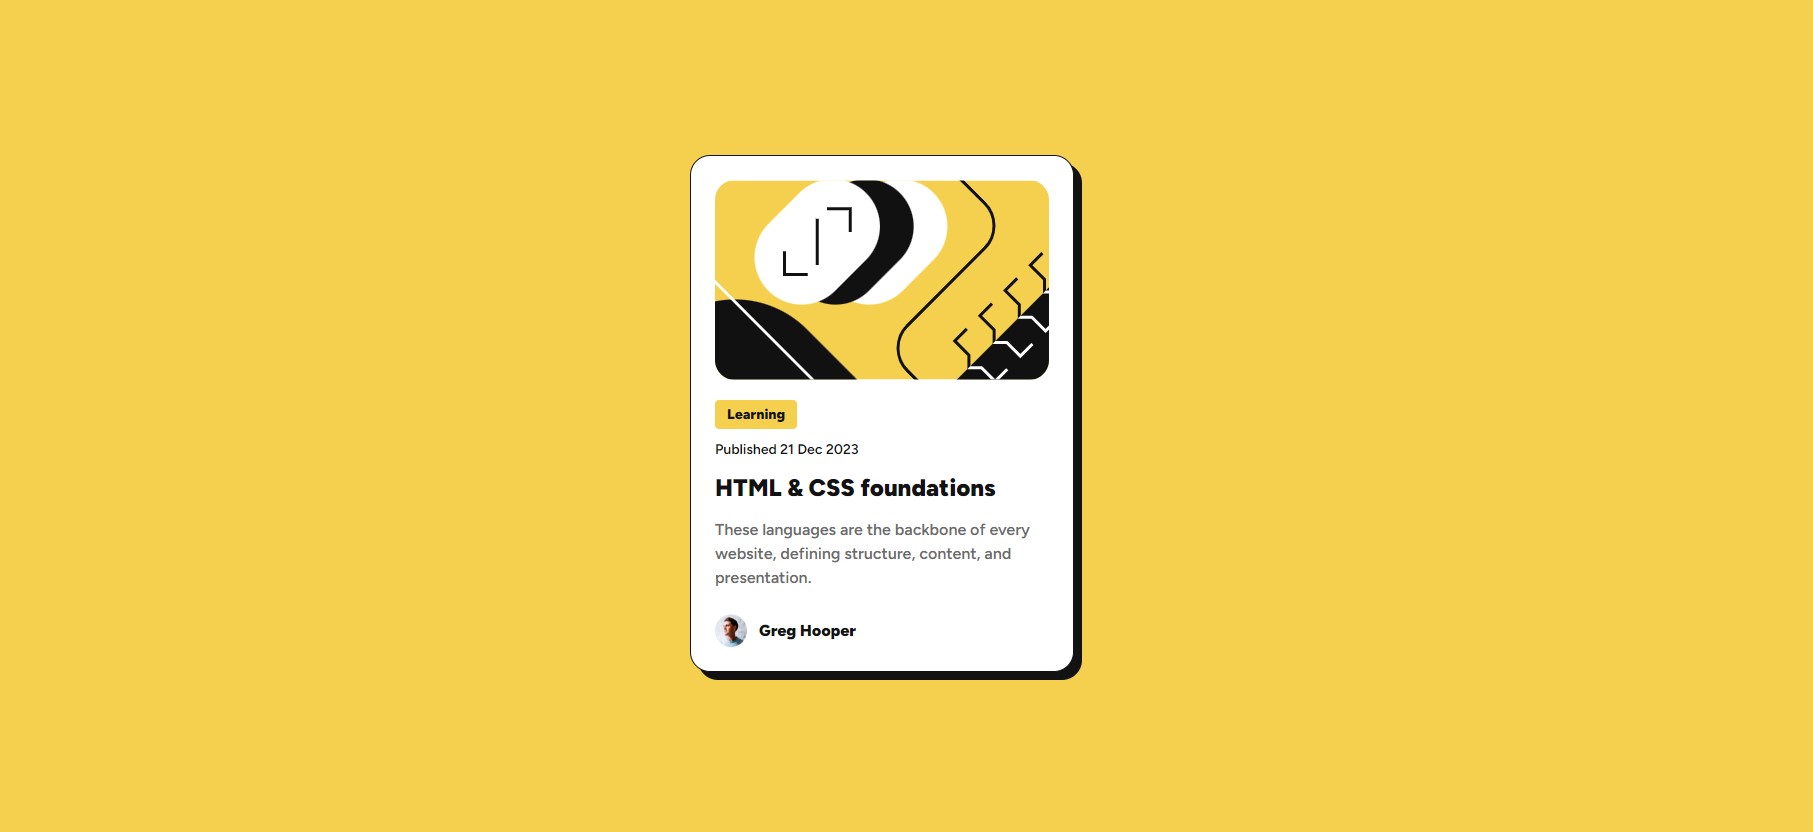 Learning
Published 21 Dec 2023
HTML & CSS foundations
These languages are the backbone of every
website, defining structure, content, and
presentation.
Greg Hooper